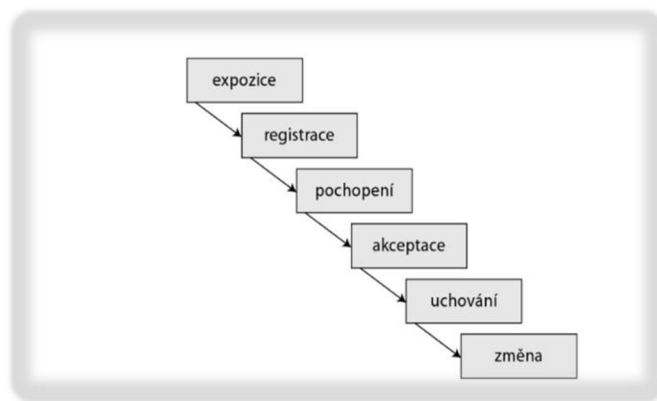 expozice
registrace
pochopení
akceptace
uchování
změna